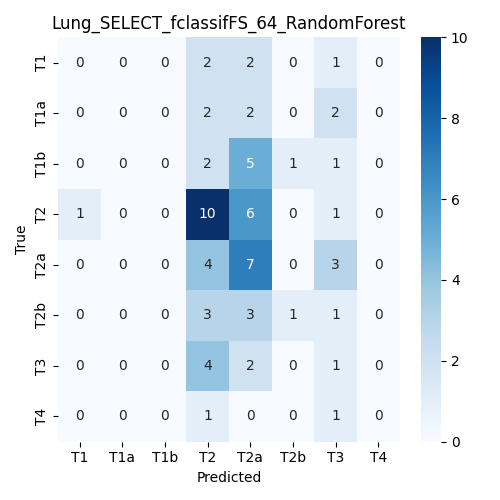 Lung_SELECT_fclassifFS_64_RandomForest
True
T1 0 0 0 2 2 0 1 0
T1a 0 0 0 2 2 0 2 0
T1b 0 0 0 2 5 1 1 0
T2 1 0 0 10 6 0 1 0
T2a 0 0 0 4 7 0 3 0
T2b 0 0 0 3 3 1 1 0
T3 0 0 0 4 2 0 1 0
T4 0 0 0 1 0 0 1 0
T1 T1a T1b T2 T2a T2b T3 T4
Predicted
10
8
6
4
2
0